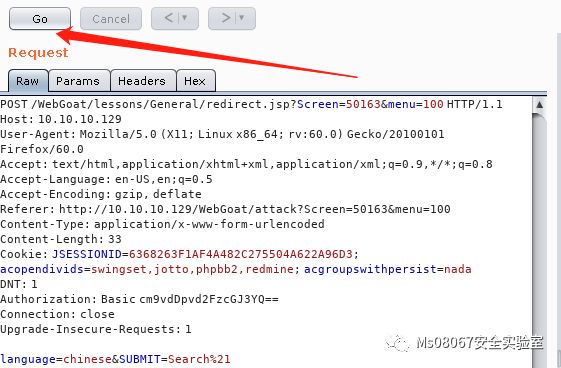 Go
Cancel
< | ▾
> | ▾
Request
Raw
Params
Headers
Hex
POST /WebGoat/lessons/General/redirect.jsp?Screen=50163&menu=100 HTTP/1.1
Host: 10.10.10.129
User-Agent: Mozilla/5.0 (X11; Linux x86_64; rv:60.0) Gecko/20100101
Firefox/60.0
Accept: text/html,application/xhtml+xml,application/xml;q=0.9,*/*;q=0.8
Accept-Language: en-US,en;q=0.5
Accept-Encoding: gzip, deflate
Referer: http://10.10.10.129/WebGoat/attack?Screen=50163&menu=100
Content-Type: application/x-www-form-urlencoded
Content-Length: 33
Cookie: JSESSIONID=6368263F1AF4A482C275504A622A96D3;
acopendivids=swingset,jotto,phpbb2,redmine; acgroupswithpersist=nada
DNT: 1
Authorization: Basic cm9vdDpvd2FzcGJ3YQ==
Connection: close
Upgrade-Insecure-Requests: 1
Ms08067安全实验室
language=chinese&SUBMIT=Search%21